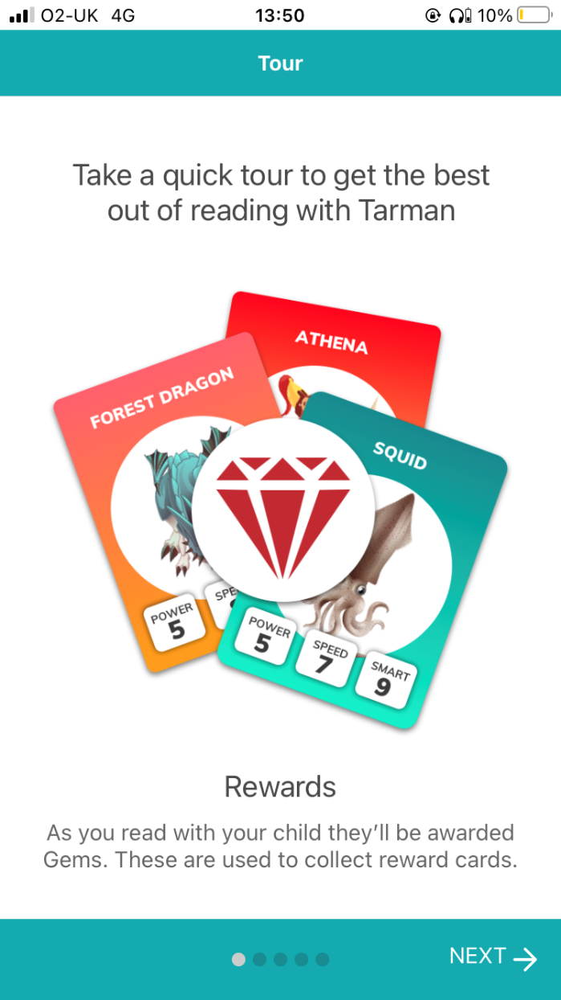 O2-UK 4G 13:50 10%
Tour
Take a quick tour to get the best
out of reading with Tarman
ATHENA
FOREST DRAGON
SQUID
POWER
5
POWER
5
SPEED
7
SMART
9
Rewards
As you read with your child they’ll be awarded
Gems. These are used to collect reward cards.
NEXT